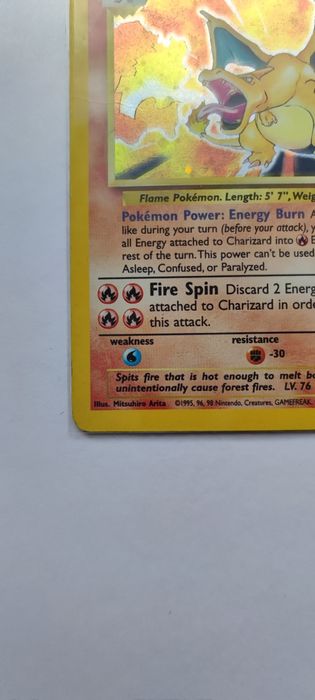 Flame Pokémon. Length: 5' 7", Weig
Pokémon Power: Energy Burn
like during your turn (before your attack), y
all Energy attached to Charizard into E
rest of the turn. This power can't be used
Asleep, Confused, or Paralyzed.
Fire Spin Discard 2 Energ
attached to Charizard in orde
this attack.
weakness resistance
-30
Spits fire that is hot enough to melt bo
unintentionally cause forest fires. LV. 76
Illus. Mitsuhiro Arita ©1995, 96, 98 Nintendo, Creatures, GAMEFREAK.